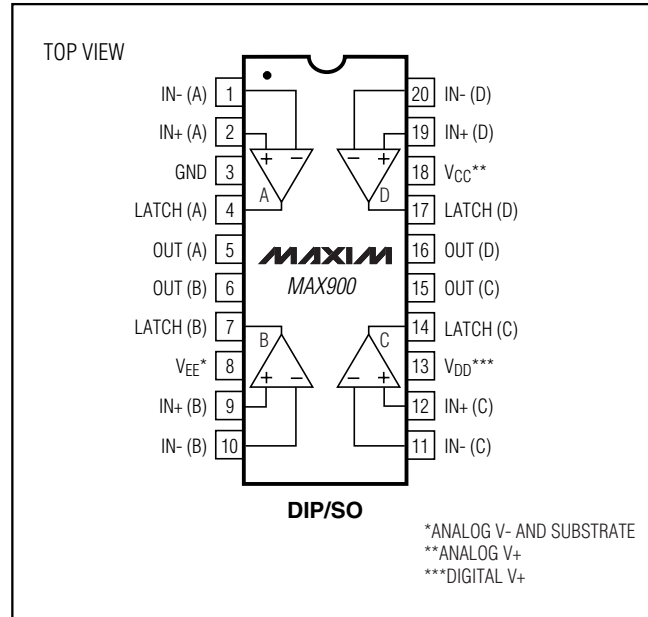 TOP VIEW
IN- (A) 1 20 IN- (D)
IN+ (A) 2 19 IN+ (D)
+ − − +
GND 3 18 VCC**
A D
LATCH (A) 4 17 LATCH (D)
OUT (A) 5 16 OUT (D)
MAXIM
MAX900
OUT (B) 6 15 OUT (C)
LATCH (B) 7 14 LATCH (C)
B C
VEE* 8 13 VDD***
+ − − +
IN+ (B) 9 12 IN+ (C)
IN- (B) 10 11 IN- (C)
DIP/SO
*ANALOG V- AND SUBSTRATE
**ANALOG V+
***DIGITAL V+